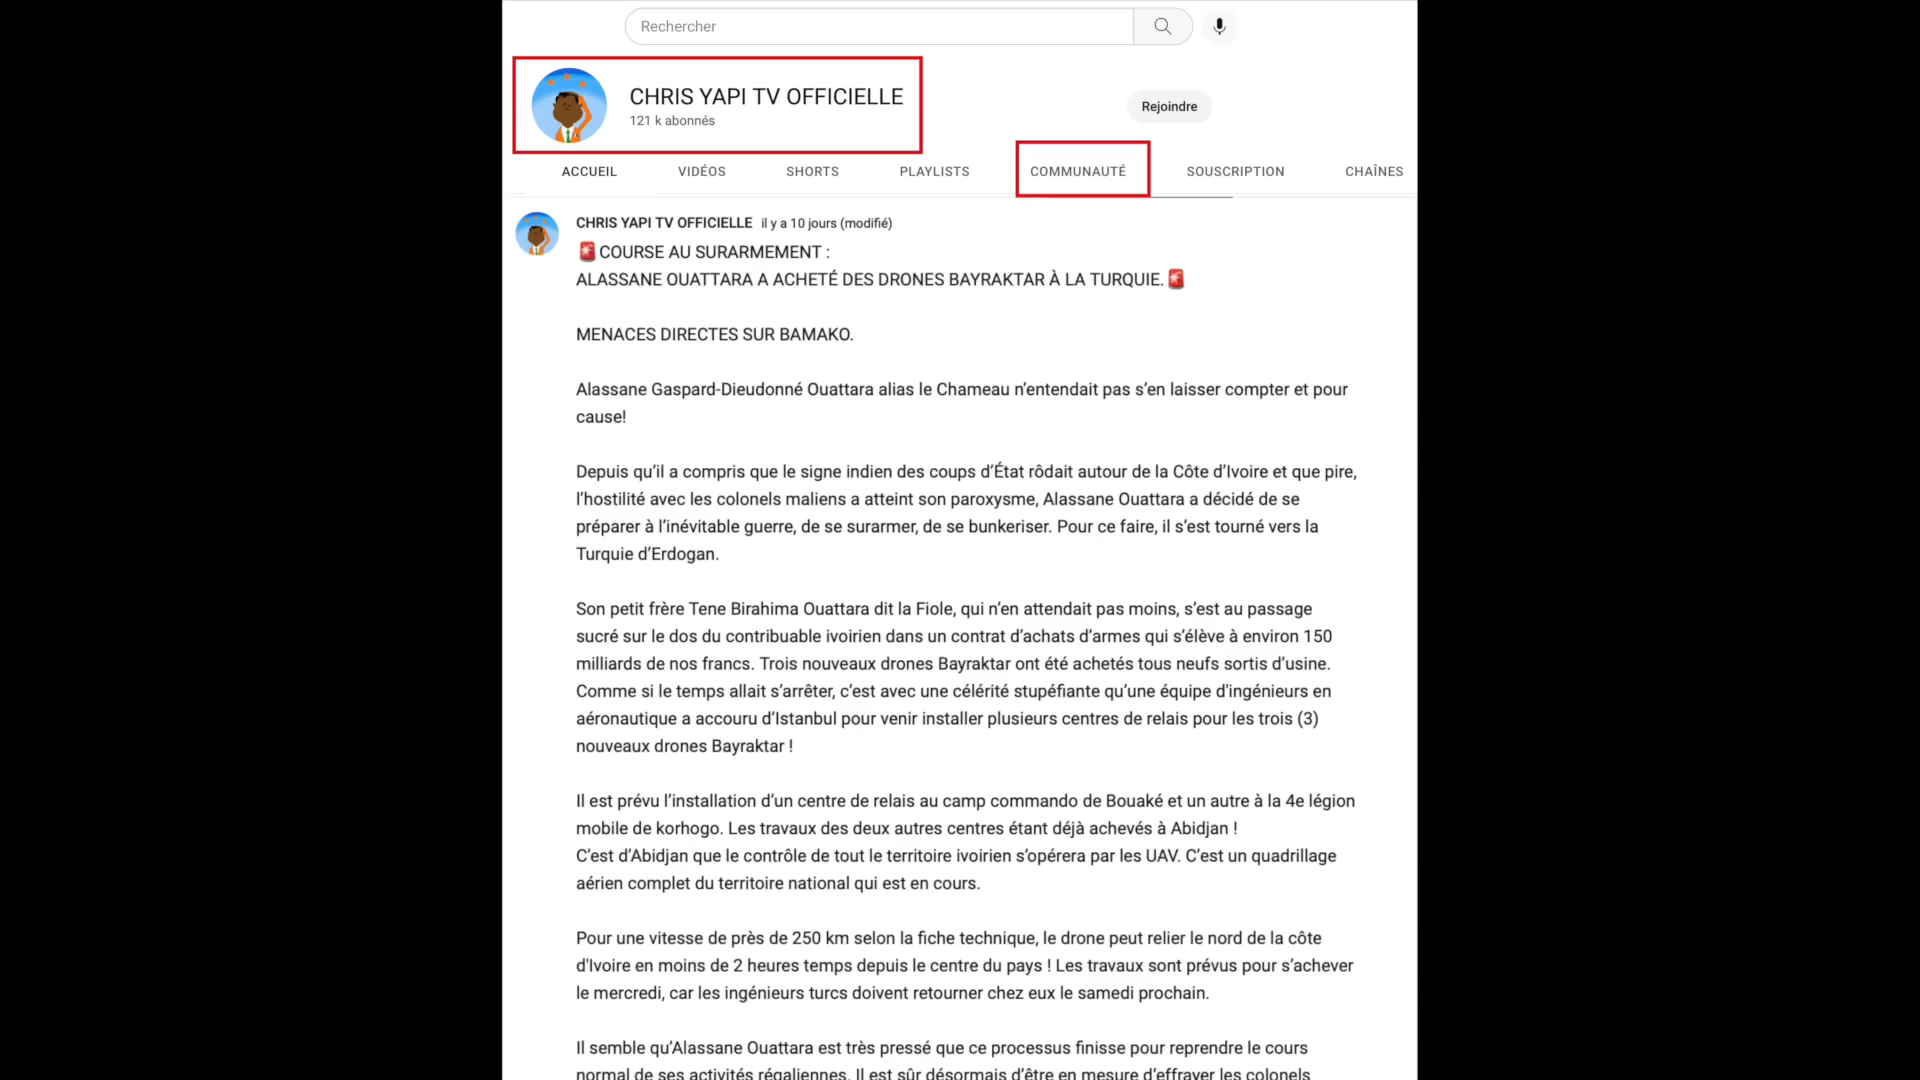 Rechercher
CHRIS YAPI TV OFFICIELLE
121 k abonnés
Rejoindre
ACCUEIL VIDÉOS SHORTS PLAYLISTS COMMUNAUTÉ SOUSCRIPTION CHAÎNES
CHRIS YAPI TV OFFICIELLE il y a 10 jours (modifié)
🚨COURSE AU SURARMEMENT :
ALASSANE OUATTARA A ACHETÉ DES DRONES BAYRAKTAR À LA TURQUIE.🚨
MENACES DIRECTES SUR BAMAKO.
Alassane Gaspard-Dieudonné Ouattara alias le Chameau n’entendait pas s’en laisser compter et pour
cause!
Depuis qu’il a compris que le signe indien des coups d’État rôdait autour de la Côte d’Ivoire et que pire,
l’hostilité avec les colonels maliens a atteint son paroxysme, Alassane Ouattara a décidé de se
préparer à l’inévitable guerre, de se surarmer, de se bunkeriser. Pour ce faire, il s’est tourné vers la
Turquie d’Erdogan.
Son petit frère Tene Birahima Ouattara dit la Fiole, qui n’en attendait pas moins, s’est au passage
sucré sur le dos du contribuable ivoirien dans un contrat d’achats d’armes qui s’élève à environ 150
milliards de nos francs. Trois nouveaux drones Bayraktar ont été achetés tous neufs sortis d’usine.
Comme si le temps allait s’arrêter, c’est avec une célérité stupéfiante qu’une équipe d'ingénieurs en
aéronautique a accouru d’Istanbul pour venir installer plusieurs centres de relais pour les trois (3)
nouveaux drones Bayraktar !
Il est prévu l’installation d’un centre de relais au camp commando de Bouaké et un autre à la 4e légion
mobile de korhogo. Les travaux des deux autres centres étant déjà achevés à Abidjan !
C’est d’Abidjan que le contrôle de tout le territoire ivoirien s’opérera par les UAV. C’est un quadrillage
aérien complet du territoire national qui est en cours.
Pour une vitesse de près de 250 km selon la fiche technique, le drone peut relier le nord de la côte
d'Ivoire en moins de 2 heures temps depuis le centre du pays ! Les travaux sont prévus pour s’achever
le mercredi, car les ingénieurs turcs doivent retourner chez eux le samedi prochain.
Il semble qu’Alassane Ouattara est très pressé que ce processus finisse pour reprendre le cours
normal de ses activités régaliennes. Il est sûr désormais d’être en mesure d’effrayer les colonels